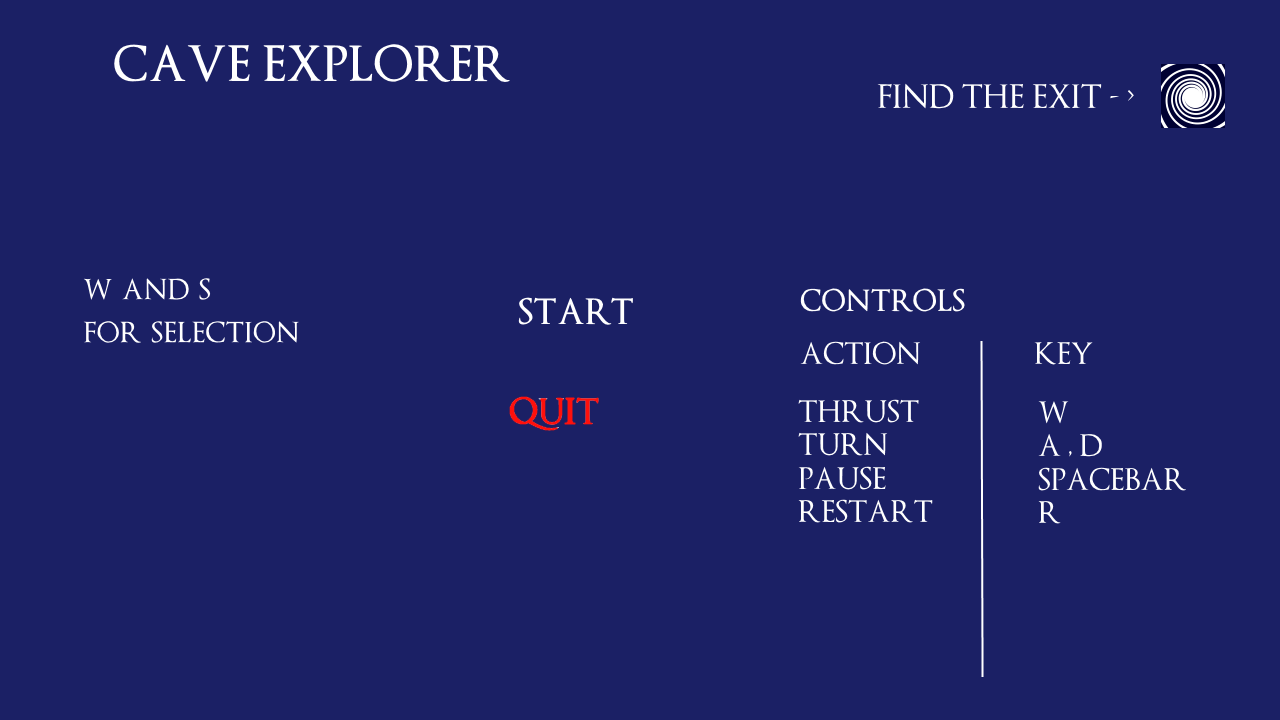 CAVE EXPLORER
FIND THE EXIT - >
W AND S
FOR SELECTION
START
QUIT
CONTROLS
ACTION KEY
THRUST W
TURN A , D
PAUSE SPACEBAR
RESTART R